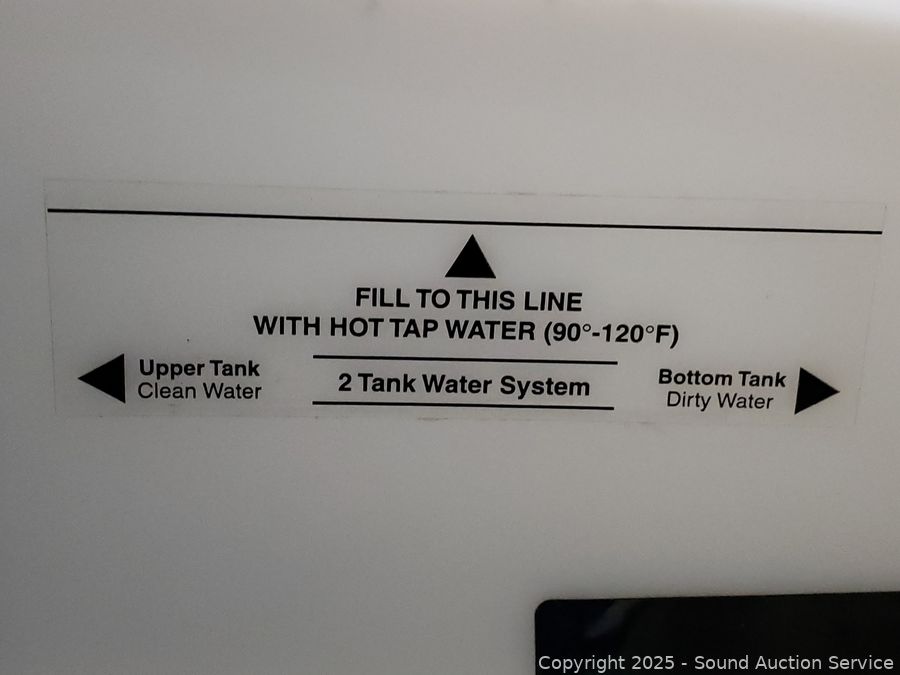 FILL TO THIS LINE
WITH HOT TAP WATER (90°-120°F)
Upper Tank
Clean Water
2 Tank Water System
Bottom Tank
Dirty Water
Copyright 2025 - Sound Auction Service